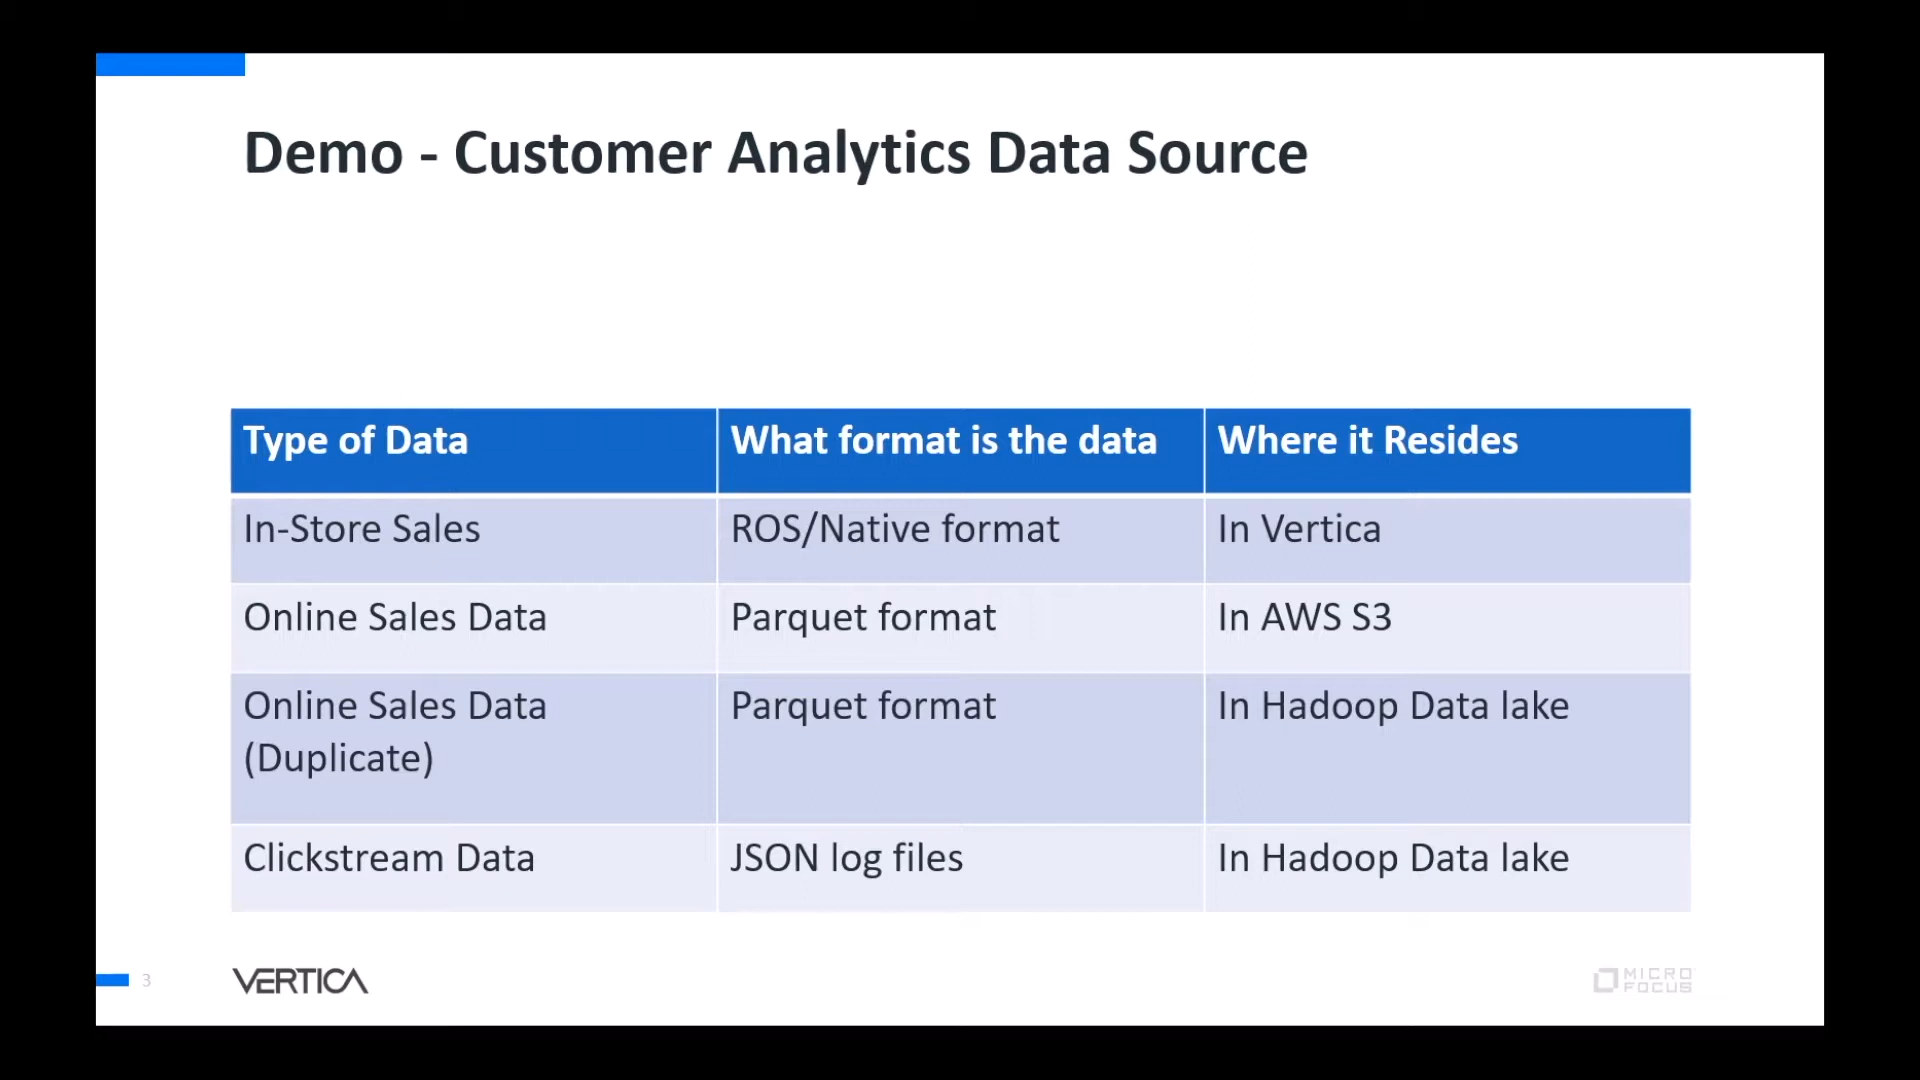 Demo - Customer Analytics Data Source
Type of Data
What format is the data
Where it Resides
In-Store Sales
ROS/Native format
In Vertica
Online Sales Data
Parquet format
In AWS S3
Online Sales Data
(Duplicate)
Parquet format
In Hadoop Data lake
Clickstream Data
JSON log files
In Hadoop Data lake
3
VERTICA
MICRO
FOCUS